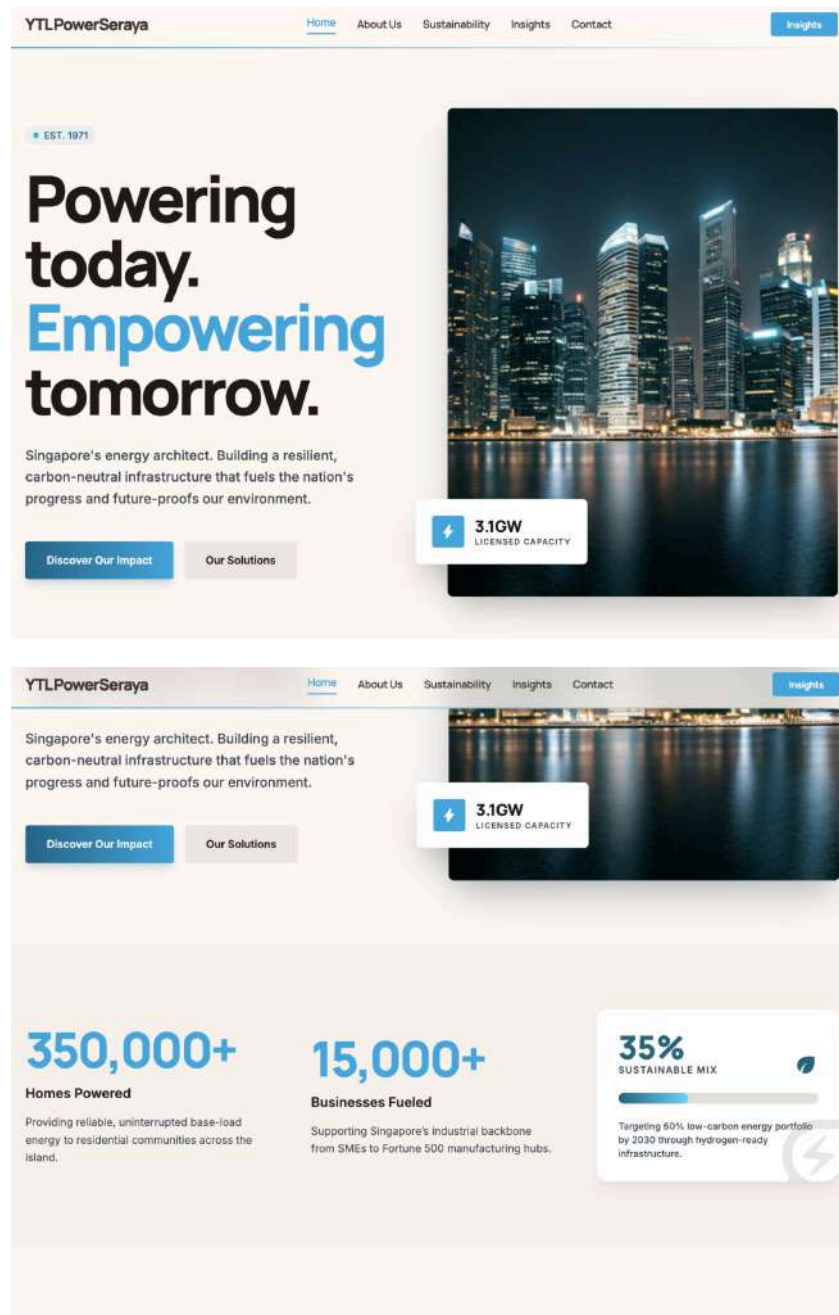 YTLPowerSeraya
Home About Us Sustainability Insights Contact
Insights
EST. 1971
Powering
today.
Empowering
tomorrow.
Singapore's energy architect. Building a resilient,
carbon-neutral infrastructure that fuels the nation's
progress and future-proofs our environment.
Discover Our Impact
Our Solutions
3.1GW
LICENSED CAPACITY
YTLPowerSeraya
Home About Us Sustainability Insights Contact
Insights
Singapore's energy architect. Building a resilient,
carbon-neutral infrastructure that fuels the nation's
progress and future-proofs our environment.
Discover Our Impact
Our Solutions
3.1GW
LICENSED CAPACITY
350,000+
Homes Powered
Providing reliable, uninterrupted base-load
energy to residential communities across the
island.
15,000+
Businesses Fueled
Supporting Singapore's industrial backbone
from SMEs to Fortune 500 manufacturing hubs.
35%
SUSTAINABLE MIX
Targeting 60% low-carbon energy portfolio
by 2030 through hydrogen-ready
infrastructure.